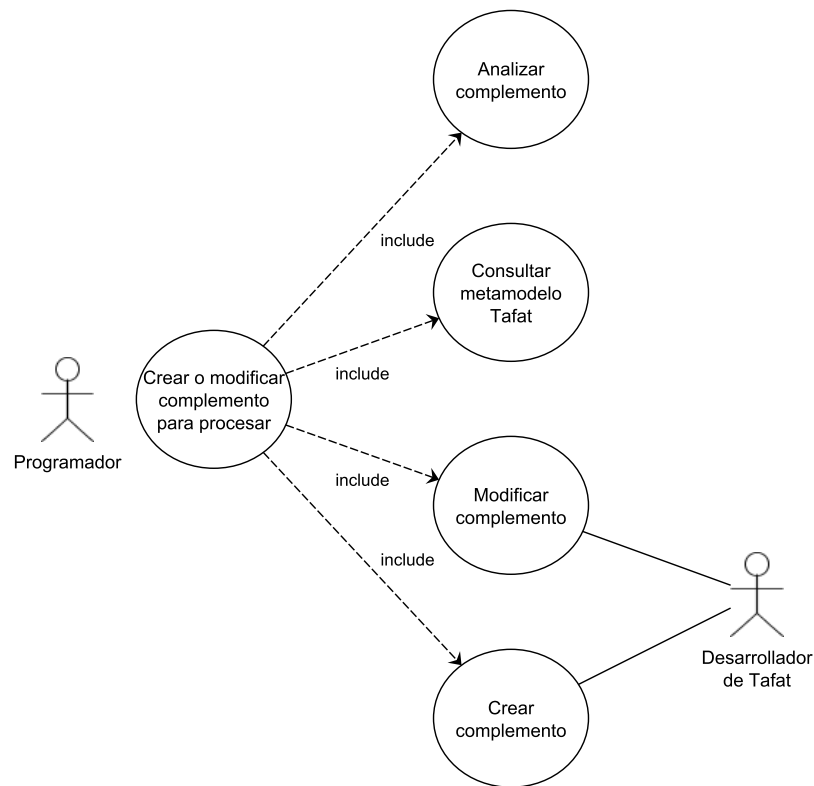 Analizar
complemento
include
Consultar
metamodelo
Tafat
include
Crear o modificar
complemento
para procesar
Programador
include
Modificar
complemento
include
Desarrollador
de Tafat
Crear
complemento